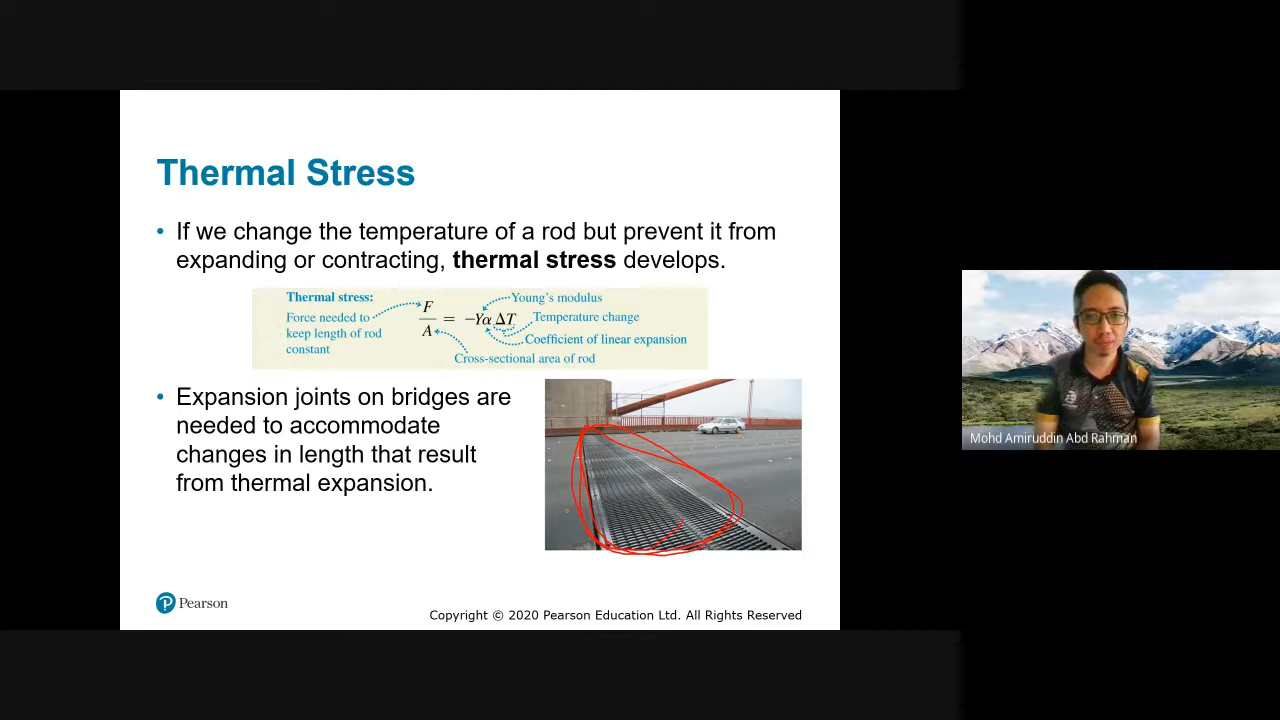 Thermal Stress
• If we change the temperature of a rod but prevent it from
expanding or contracting, thermal stress develops.
Thermal stress:
Force needed to
keep length of rod
constant
F/A = −Yα ΔT
Young's modulus
Temperature change
Coefficient of linear expansion
Cross-sectional area of rod
• Expansion joints on bridges are
needed to accommodate
changes in length that result
from thermal expansion.
P Pearson
Copyright © 2020 Pearson Education Ltd. All Rights Reserved
Mohd Amiruddin Abd Rahman